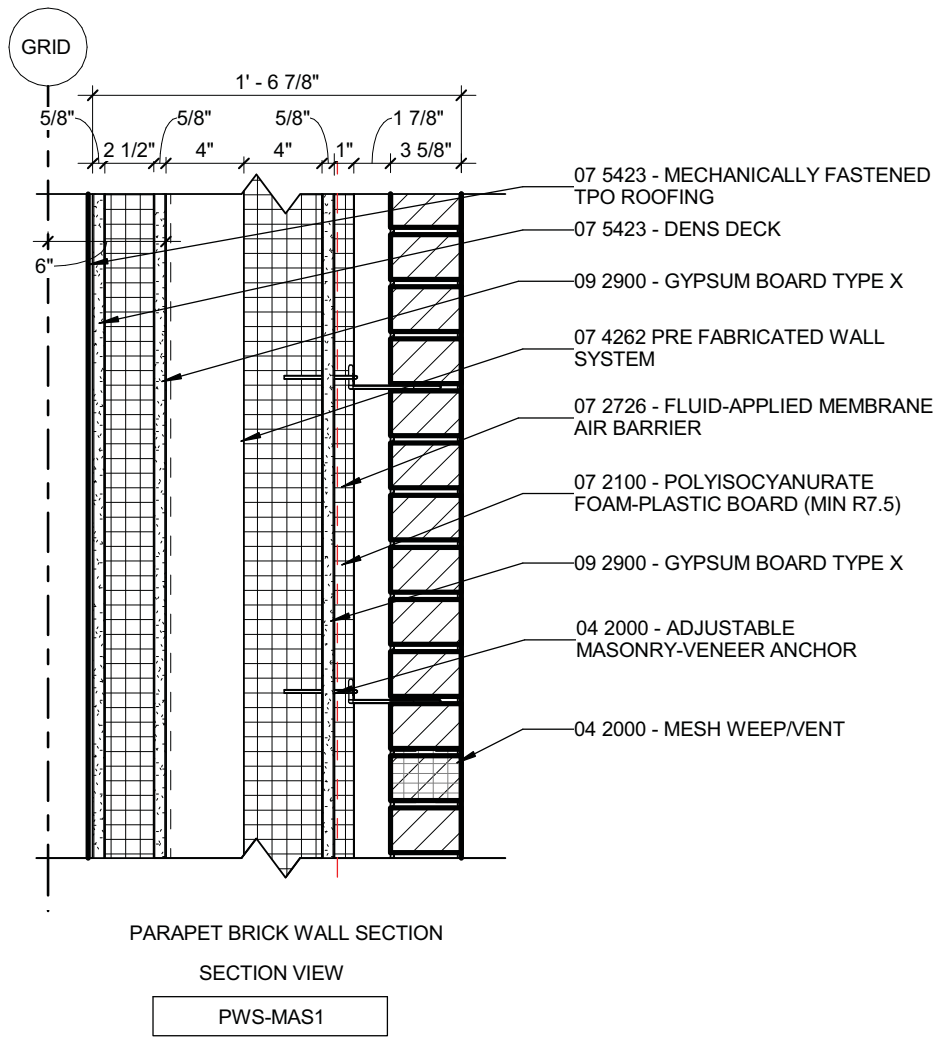 GRID
1' - 6 7/8"
5/8"
5/8"
5/8"
1 7/8"
2 1/2"
4"
4"
1"
3 5/8"
6"
07 5423 - MECHANICALLY FASTENED
TPO ROOFING
07 5423 - DENS DECK
09 2900 - GYPSUM BOARD TYPE X
07 4262 PRE FABRICATED WALL
SYSTEM
07 2726 - FLUID-APPLIED MEMBRANE
AIR BARRIER
07 2100 - POLYISOCYANURATE
FOAM-PLASTIC BOARD (MIN R7.5)
09 2900 - GYPSUM BOARD TYPE X
04 2000 - ADJUSTABLE
MASONRY-VENEER ANCHOR
04 2000 - MESH WEEP/VENT
PARAPET BRICK WALL SECTION
SECTION VIEW
PWS-MAS1